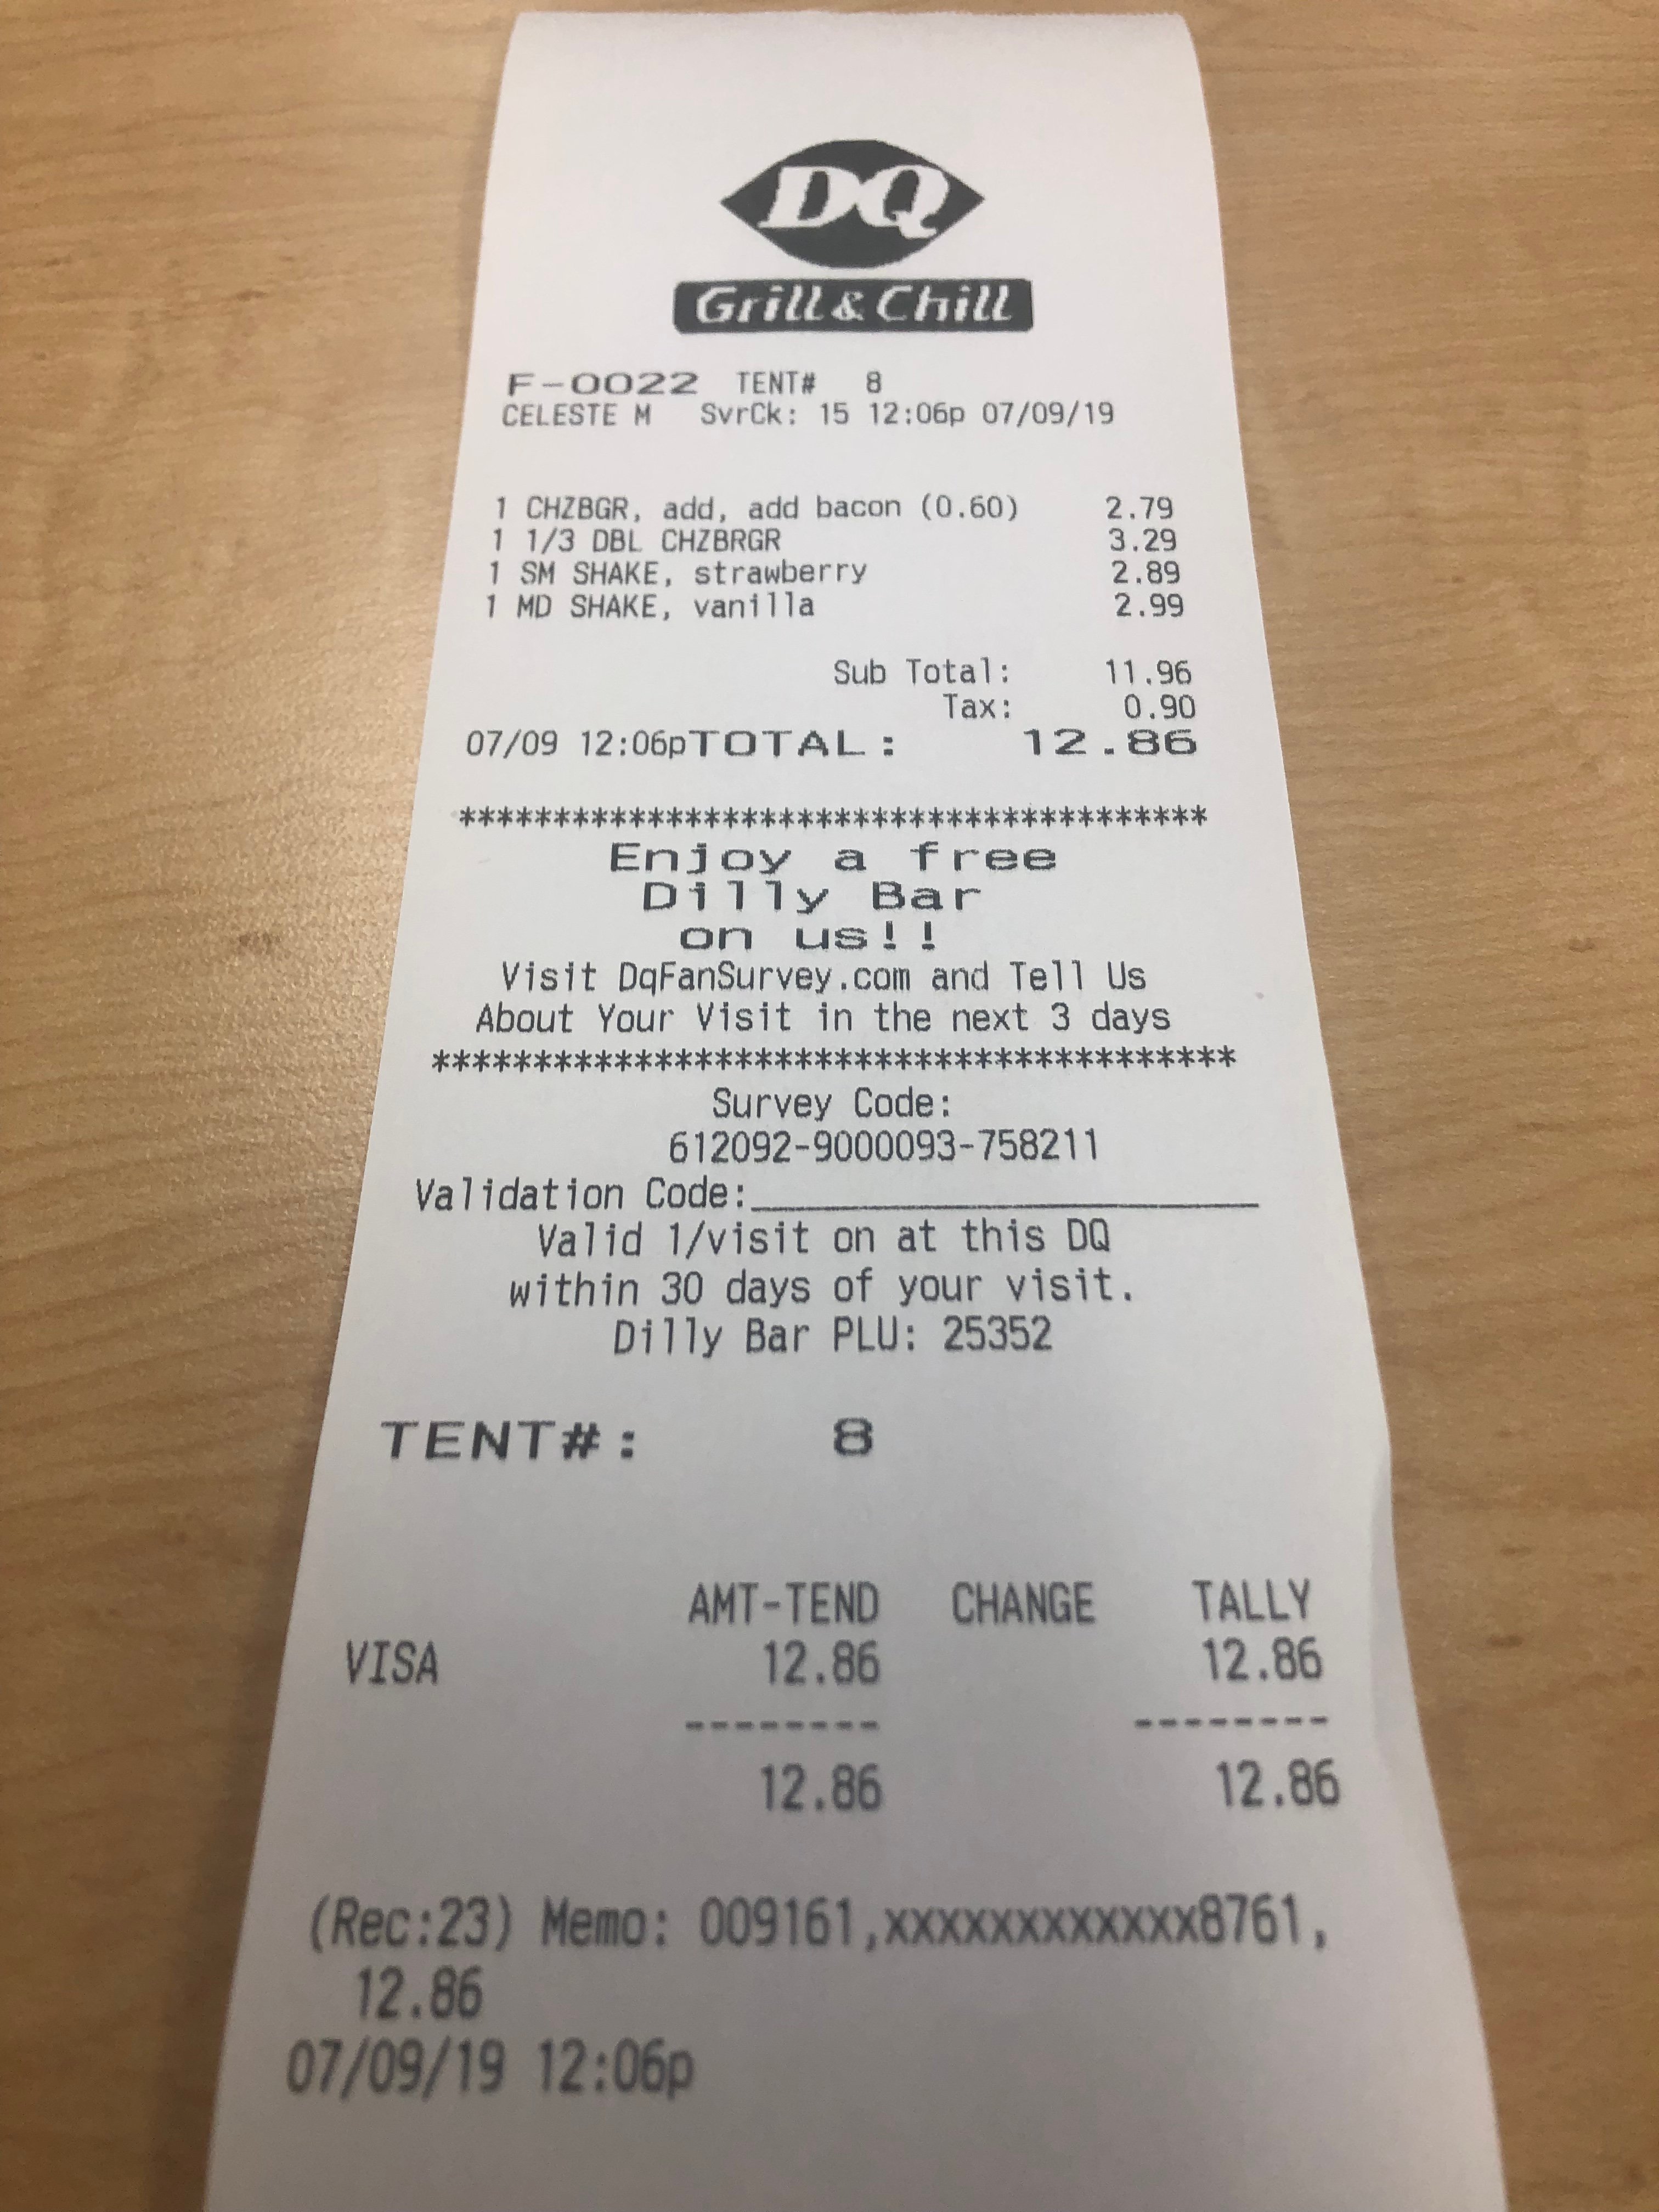 DQ
Grill & Chill
F-0022 TENT# 8
CELESTE M SvrCk: 15 12:06p 07/09/19
1 CHZBGR, add, add bacon (0.60) 2.79
1 1/3 DBL CHZBRGR 3.29
1 SM SHAKE, strawberry 2.89
1 MD SHAKE, vanilla 2.99
Sub Total: 11.96
Tax: 0.90
07/09 12:06pTOTAL: 12.86
****************************************
Enjoy a free
Dilly Bar
on us!!
Visit DqFanSurvey.com and Tell Us
About Your Visit in the next 3 days
****************************************
Survey Code:
612092-9000093-758211
Validation Code:____________________
Valid 1/visit on at this DQ
within 30 days of your visit.
Dilly Bar PLU: 25352
TENT#: 8
AMT-TEND CHANGE TALLY
VISA 12.86 12.86
-------- --------
12.86 12.86
(Rec:23) Memo: 009161,xxxxxxxxxxxx8761,
12.86
07/09/19 12:06p